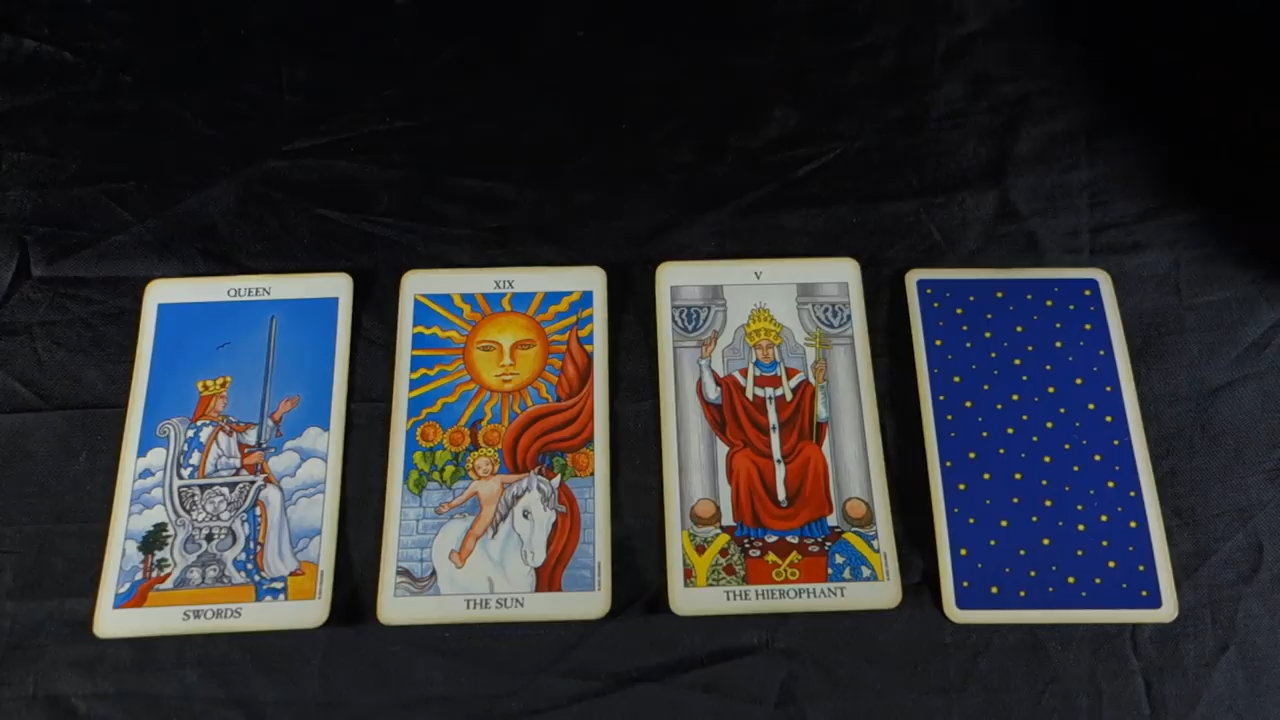 QUEEN
SWORDS
XIX
THE SUN
V
THE HIEROPHANT